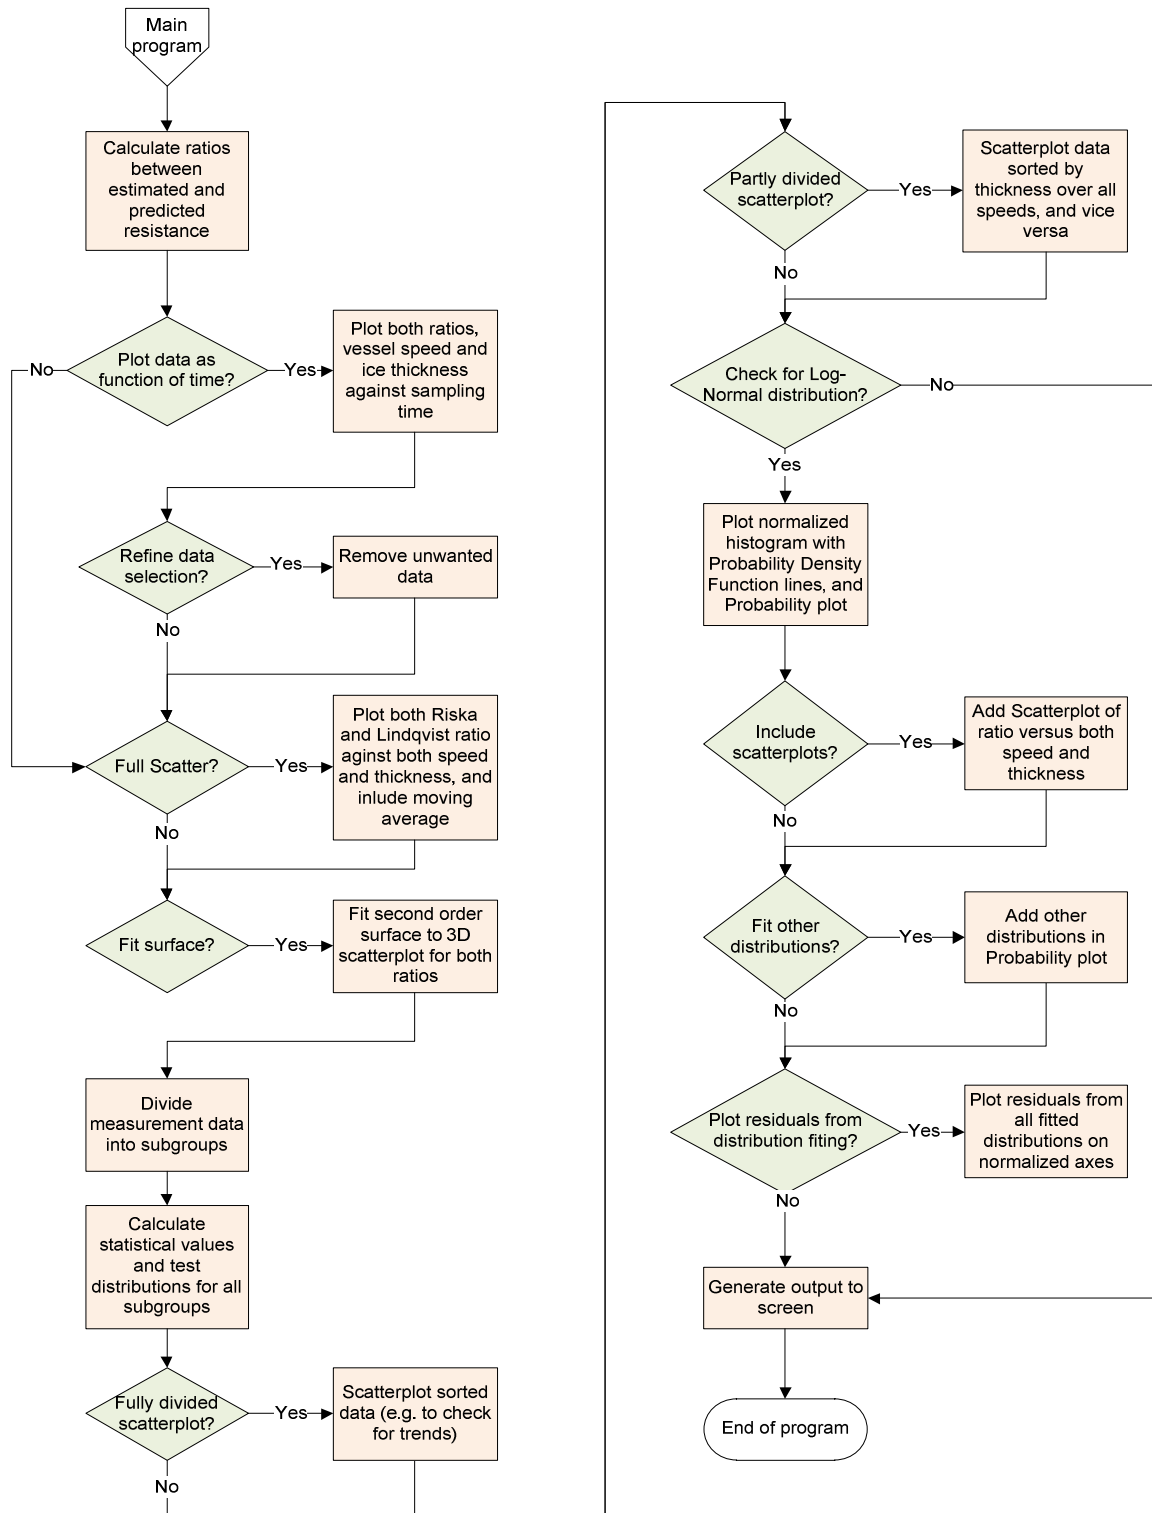 Main
program
Calculate ratios
between
estimated and
predicted
resistance
Plot data as
function of time?
No
Yes
Plot both ratios,
vessel speed and
ice thickness
against sampling
time
Refine data
selection?
Yes
Remove unwanted
data
No
Full Scatter?
Yes
Plot both Riska
and Lindqvist ratio
aginst both speed
and thickness, and
inlude moving
average
No
Fit surface?
Yes
Fit second order
surface to 3D
scatterplot for both
ratios
Divide
measurement data
into subgroups
Calculate
statistical values
and test
distributions for all
subgroups
Fully divided
scatterplot?
Yes
Scatterplot sorted
data (e.g. to check
for trends)
No
Partly divided
scatterplot?
Yes
Scatterplot data
sorted by
thickness over all
speeds, and vice
versa
No
Check for Log-
Normal distribution?
No
Yes
Plot normalized
histogram with
Probability Density
Function lines, and
Probability plot
Include
scatterplots?
Yes
Add Scatterplot of
ratio versus both
speed and
thickness
No
Fit other
distributions?
Yes
Add other
distributions in
Probability plot
No
Plot residuals from
distribution fiting?
Yes
Plot residuals from
all fitted
distributions on
normalized axes
No
Generate output to
screen
End of program